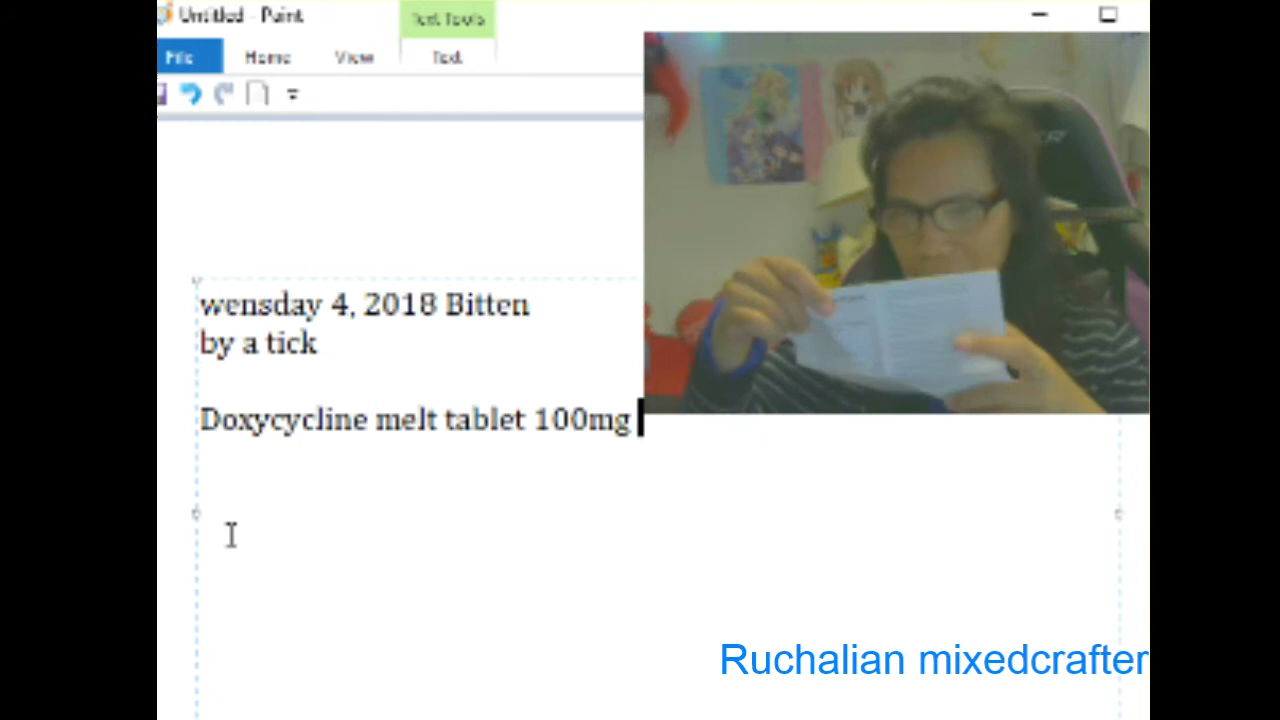 Untitled - Paint
Text Tools
File Home View Text
wensday 4, 2018 Bitten
by a tick
Doxycycline melt tablet 100mg
Ruchalian mixedcrafter